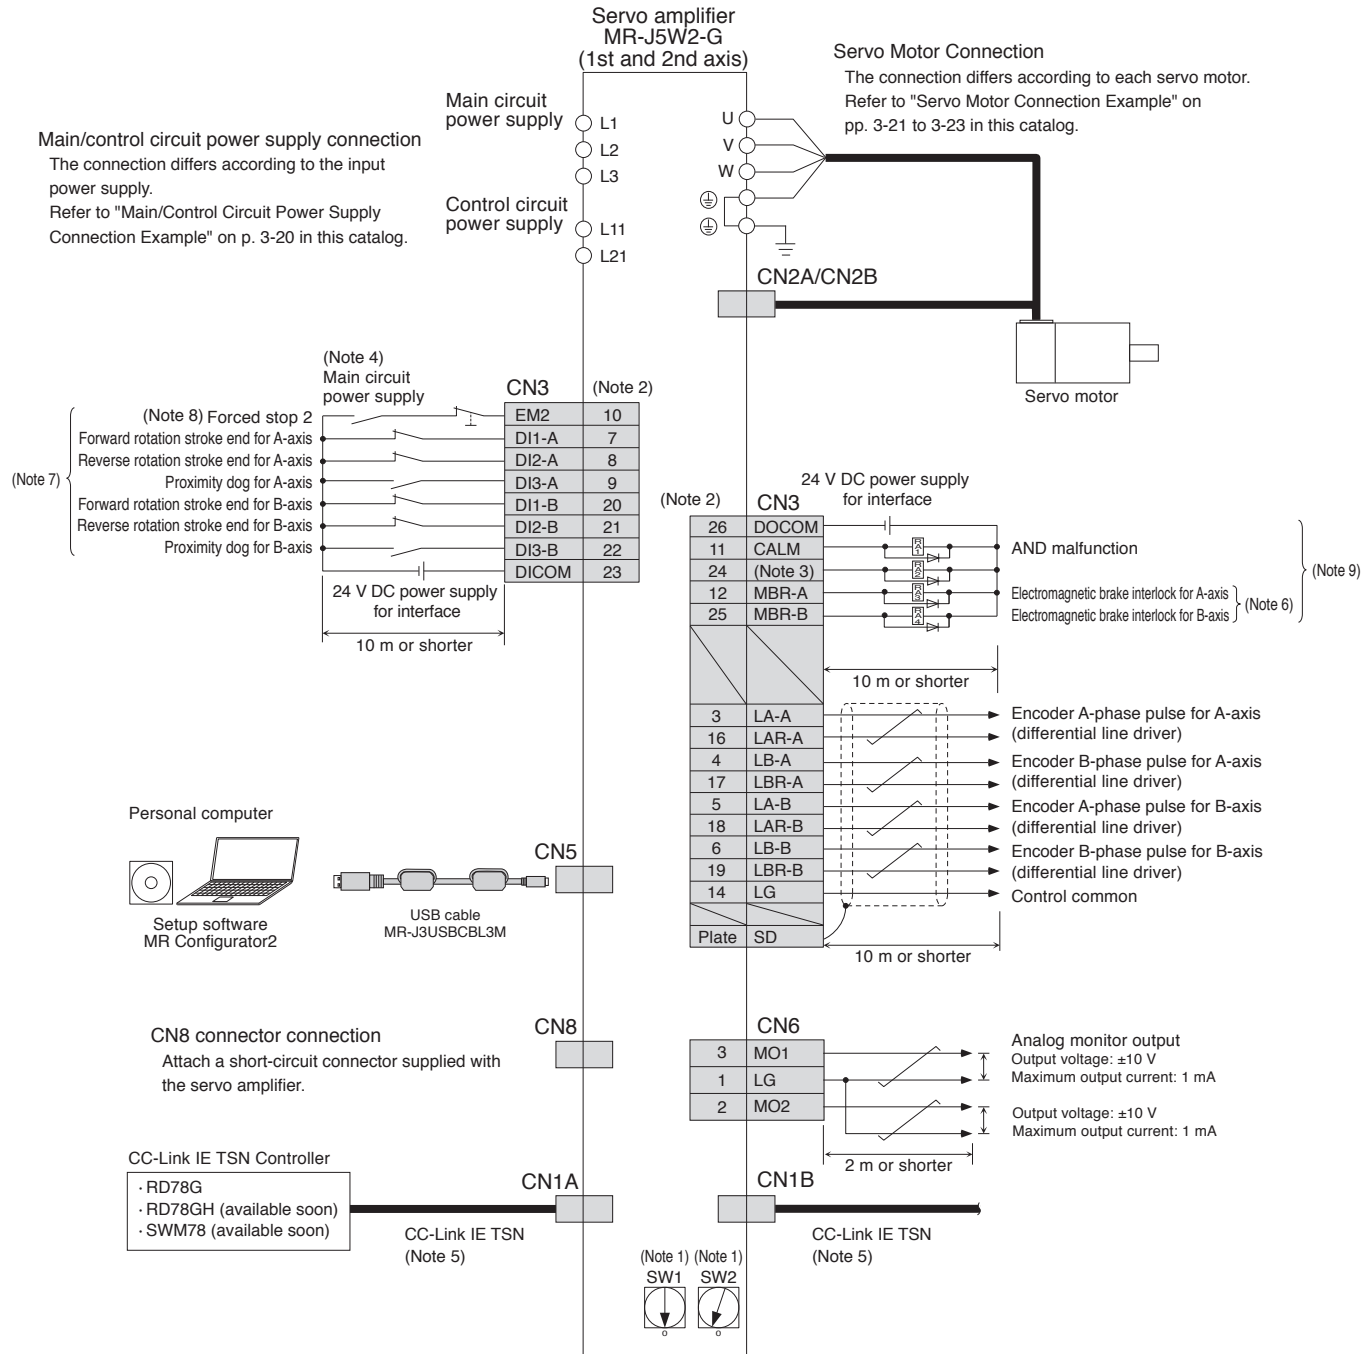 Servo amplifier
MR-J5W2-G
(1st and 2nd axis)
Servo Motor Connection
The connection differs according to each servo motor.
Refer to "Servo Motor Connection Example" on
pp. 3-21 to 3-23 in this catalog.
Main/control circuit power supply connection
The connection differs according to the input
power supply.
Refer to "Main/Control Circuit Power Supply
Connection Example" on p. 3-20 in this catalog.
Main circuit
power supply
L1
L2
L3
Control circuit
power supply
L11
L21
U
V
W
CN2A/CN2B
Servo motor
(Note 4)
Main circuit
power supply
CN3
(Note 2)
(Note 7)
(Note 8) Forced stop 2
EM2 10
Forward rotation stroke end for A-axis
DI1-A 7
Reverse rotation stroke end for A-axis
DI2-A 8
Proximity dog for A-axis
DI3-A 9
Forward rotation stroke end for B-axis
DI1-B 20
Reverse rotation stroke end for B-axis
DI2-B 21
Proximity dog for B-axis
DI3-B 22
DICOM 23
24 V DC power supply
for interface
10 m or shorter
24 V DC power supply
for interface
(Note 2)
CN3
26 DOCOM
11 CALM
RA1
AND malfunction
24 (Note 3)
RA2
12 MBR-A
RA3
Electromagnetic brake interlock for A-axis
25 MBR-B
RA4
Electromagnetic brake interlock for B-axis
(Note 6)
(Note 9)
10 m or shorter
3 LA-A
Encoder A-phase pulse for A-axis
16 LAR-A
(differential line driver)
4 LB-A
Encoder B-phase pulse for A-axis
17 LBR-A
(differential line driver)
5 LA-B
Encoder A-phase pulse for B-axis
18 LAR-B
(differential line driver)
6 LB-B
Encoder B-phase pulse for B-axis
19 LBR-B
(differential line driver)
14 LG
Control common
Plate SD
10 m or shorter
Personal computer
Setup software
MR Configurator2
USB cable
MR-J3USBCBL3M
CN5
CN8 connector connection
Attach a short-circuit connector supplied with
the servo amplifier.
CN8
CN6
3 MO1
1 LG
2 MO2
Analog monitor output
Output voltage: ±10 V
Maximum output current: 1 mA
Output voltage: ±10 V
Maximum output current: 1 mA
2 m or shorter
CC-Link IE TSN Controller
· RD78G
· RD78GH (available soon)
· SWM78 (available soon)
CN1A
CC-Link IE TSN
(Note 5)
CN1B
CC-Link IE TSN
(Note 5)
(Note 1) (Note 1)
SW1 SW2
0 0